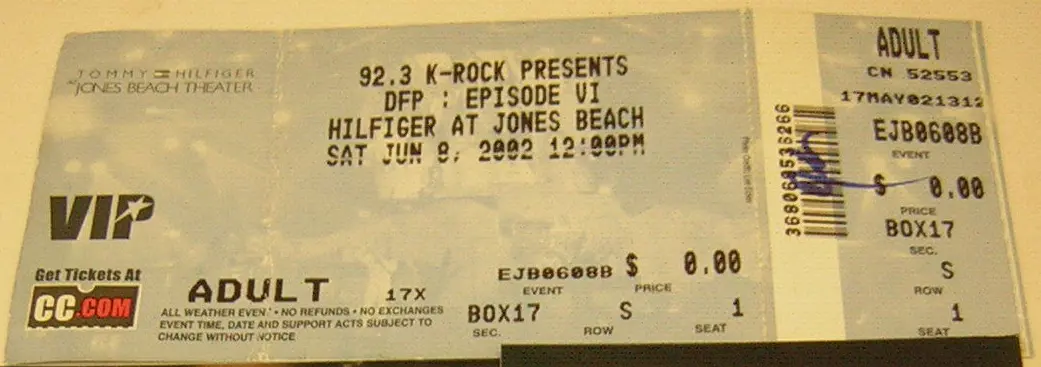 TOMMY HILFIGER
AT JONES BEACH THEATER
92.3 K-ROCK PRESENTS
DFP : EPISODE VI
HILFIGER AT JONES BEACH
SAT JUN 8, 2002 12:00PM
VIP
Get Tickets At
CC.COM
ADULT 17X
ALL WEATHER EVENT • NO REFUNDS • NO EXCHANGES
EVENT TIME, DATE AND SUPPORT ACTS SUBJECT TO
CHANGE WITHOUT NOTICE
EJB0608B $ 0.00
EVENT PRICE
BOX17 S 1
SEC. ROW SEAT
368068536266
ADULT
CN 52553
17MAY021312
EJB0608B
EVENT
$ 0.00
PRICE
BOX17
SEC.
S
ROW
1
SEAT